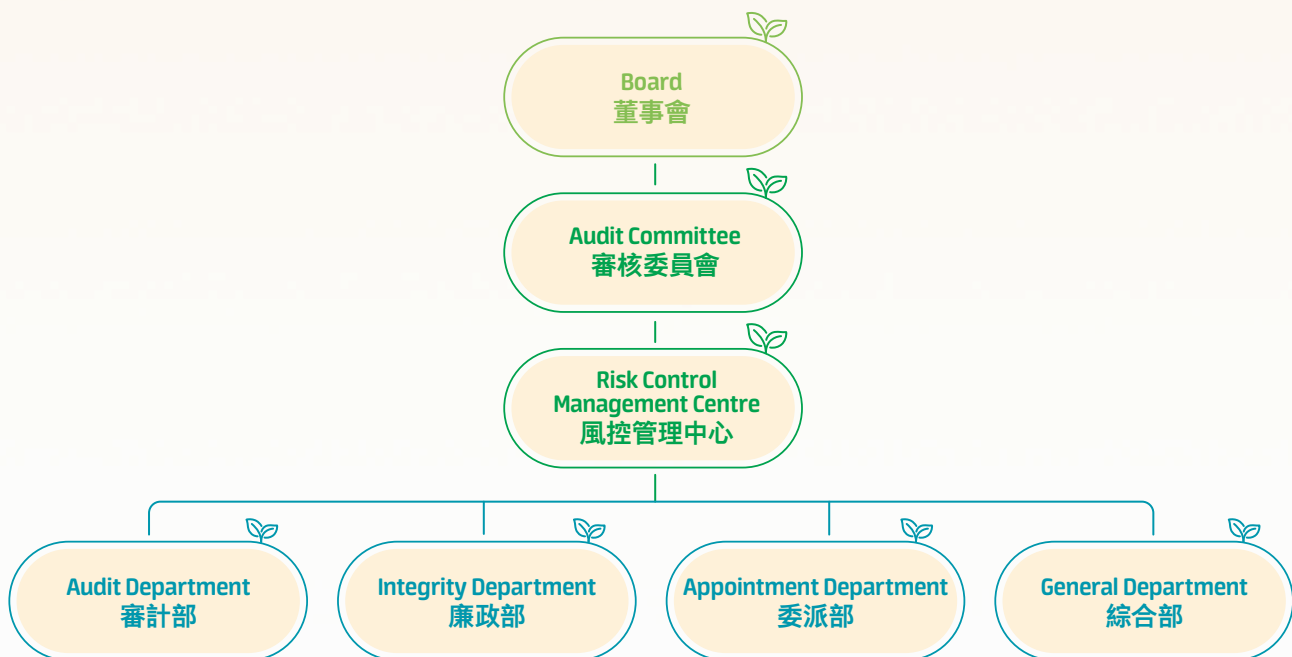 Board
董事會
Audit Committee
審核委員會
Risk Control
Management Centre
風控管理中心
Audit Department
審計部
Integrity Department
廉政部
Appointment Department
委派部
General Department
綜合部